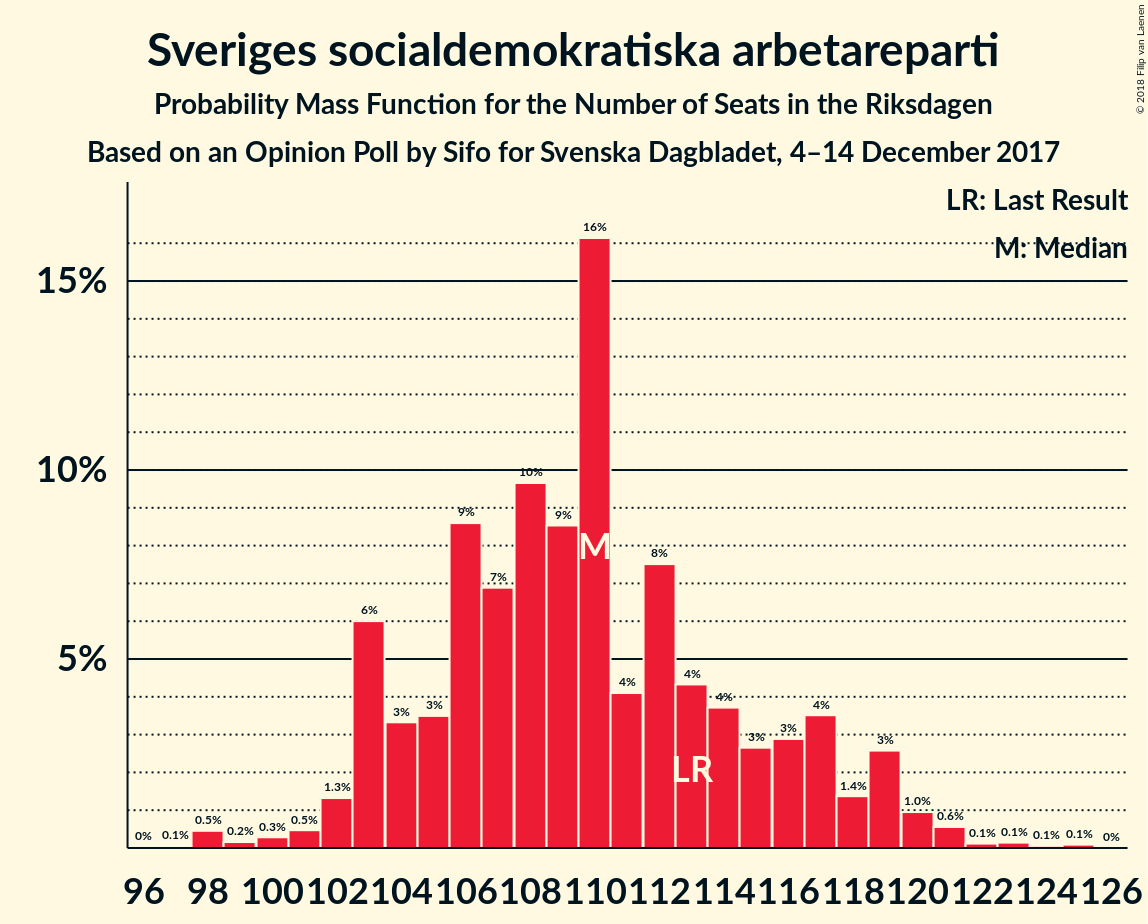 Sveriges socialdemokratiska arbetareparti
Probability Mass Function for the Number of Seats in the Riksdagen
Based on an Opinion Poll by Sifo for Svenska Dagbladet, 4–14 December 2017
© 2018 Filip van Laenen
LR: Last Result
M: Median
15%
10%
5%
0% 0.1% 0.5% 0.2% 0.3% 0.5% 1.3% 6% 3% 3% 9% 7% 10% 9% 16% 4% 8% 4% 4% 3% 3% 4% 1.4% 3% 1.0% 0.6% 0.1% 0.1% 0.1% 0.1% 0%
M
LR
96 98 100 102 104 106 108 110 112 114 116 118 120 122 124 126